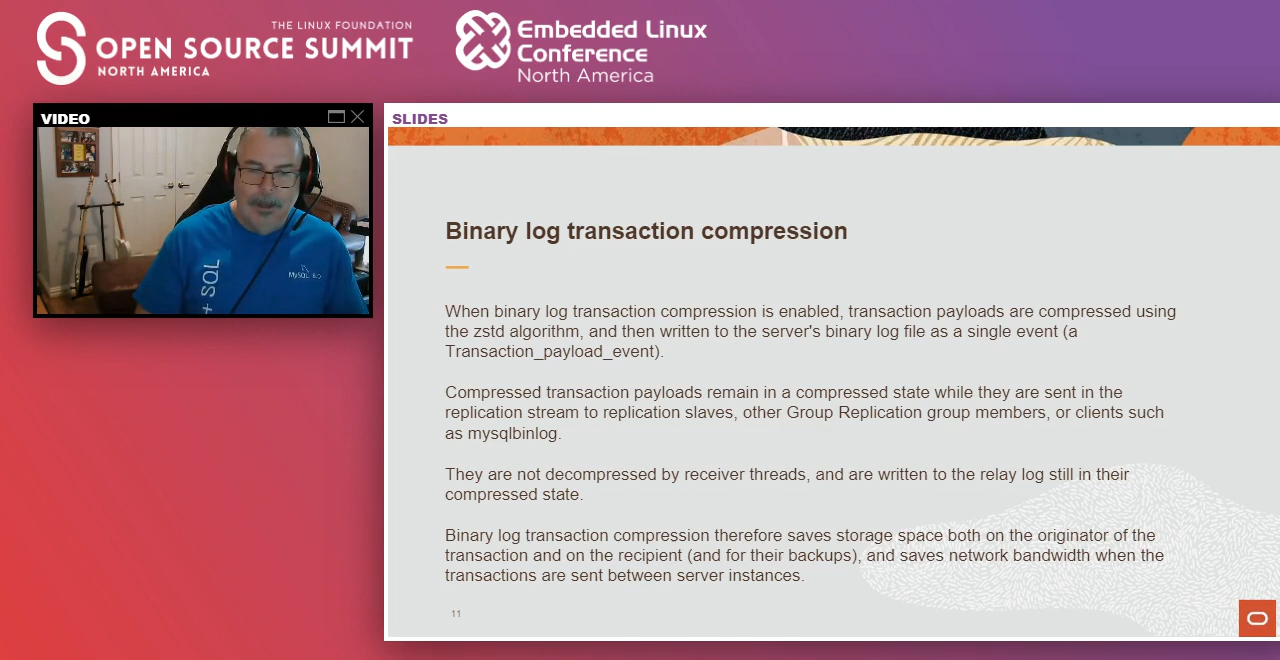 THE LINUX FOUNDATION
OPEN SOURCE SUMMIT
NORTH AMERICA
Embedded Linux
Conference
North America
VIDEO
SLIDES
+ SQL
MySQL 8.0
Binary log transaction compression
When binary log transaction compression is enabled, transaction payloads are compressed using
the zstd algorithm, and then written to the server's binary log file as a single event (a
Transaction_payload_event).
Compressed transaction payloads remain in a compressed state while they are sent in the
replication stream to replication slaves, other Group Replication group members, or clients such
as mysqlbinlog.
They are not decompressed by receiver threads, and are written to the relay log still in their
compressed state.
Binary log transaction compression therefore saves storage space both on the originator of the
transaction and on the recipient (and for their backups), and saves network bandwidth when the
transactions are sent between server instances.
11